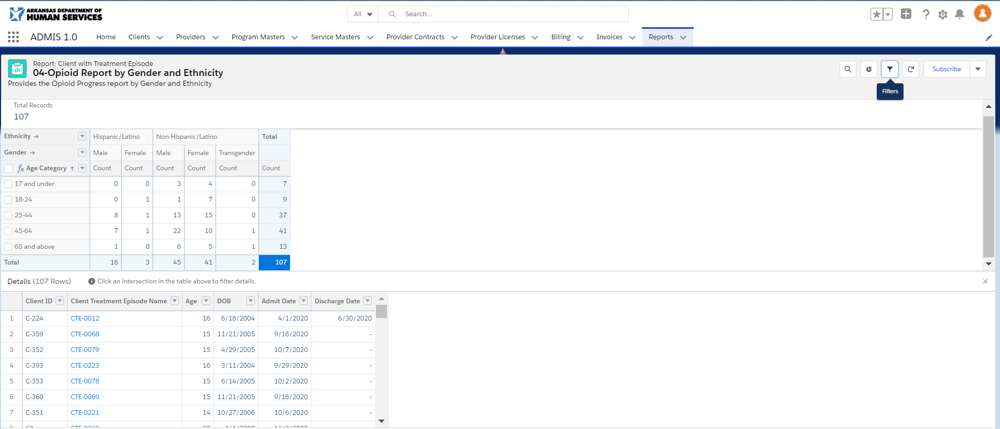 ARKANSAS DEPARTMENT OF
HUMAN SERVICES
All
Search...
ADMIS 1.0
Home
Clients
Providers
Program Masters
Service Masters
Provider Contracts
Provider Licenses
Billing
Invoices
Reports
Report: Client with Treatment Episode
04-Opioid Report by Gender and Ethnicity
Provides the Opioid Progress report by Gender and Ethnicity
Subscribe
Filters
Total Records
107
Ethnicity → Hispanic/Latino Non-Hispanic/Latino Total
Gender → Male Female Male Female Transgender
fx Age Category ↑ Count Count Count Count Count Count
17 and under 0 0 3 4 0 7
18-24 0 1 1 7 0 9
25-44 8 1 13 15 0 37
45-64 7 1 22 10 1 41
65 and above 1 0 6 5 1 13
Total 16 3 45 41 2 107
Details (107 Rows) Click an intersection in the table above to filter details.
Client ID Client Treatment Episode Name Age DOB Admit Date Discharge Date
1 C-224 CTE-0012 16 6/18/2004 4/1/2020 6/30/2020
2 C-359 CTE-0068 15 11/21/2005 9/16/2020 -
3 C-352 CTE-0079 15 4/29/2005 10/7/2020 -
4 C-393 CTE-0223 16 3/11/2004 9/29/2020 -
5 C-353 CTE-0078 15 6/14/2005 10/2/2020 -
6 C-360 CTE-0069 15 11/21/2005 9/16/2020 -
7 C-351 CTE-0221 14 10/27/2006 10/6/2020 -